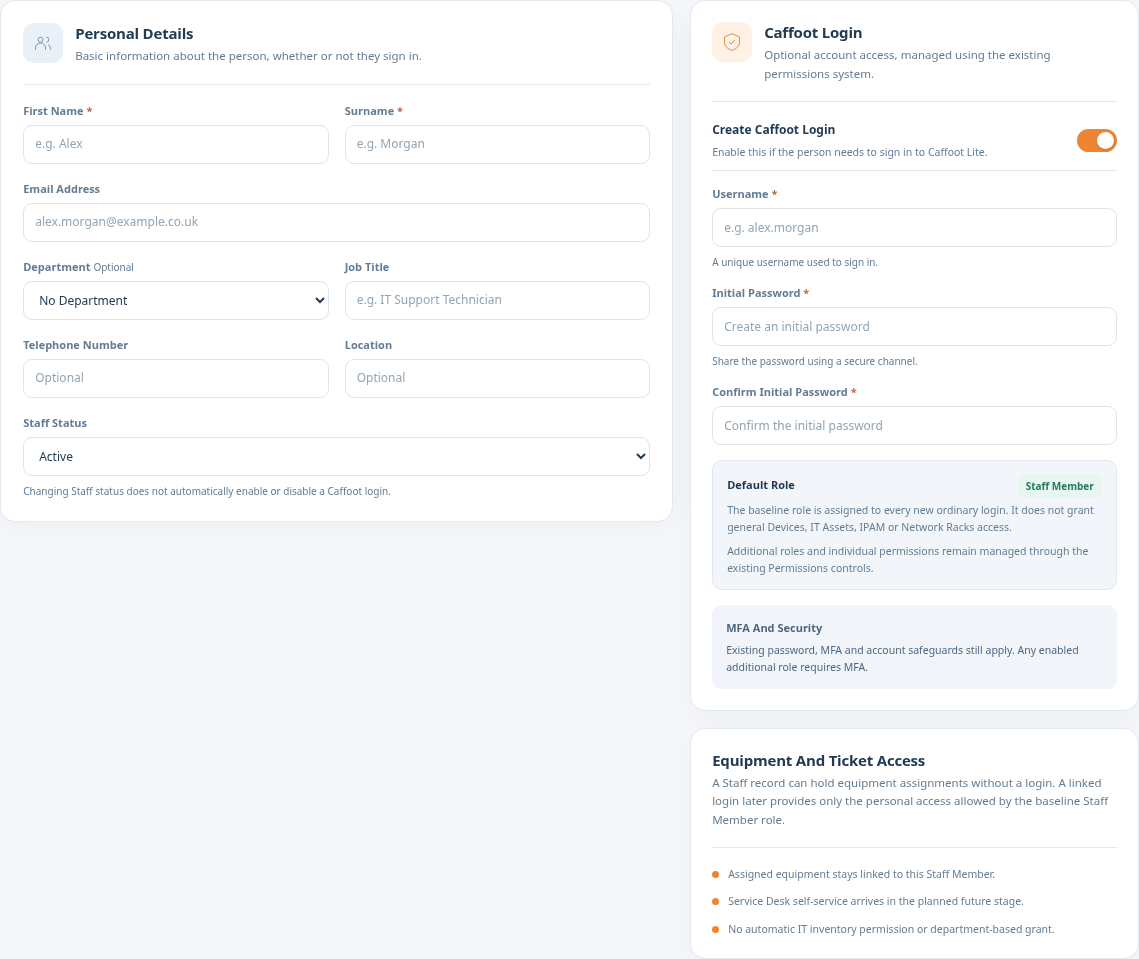 Personal Details
Basic information about the person, whether or not they sign in.
First Name *
Surname *
e.g. Alex
e.g. Morgan
Email Address
alex.morgan@example.co.uk
Department Optional
Job Title
No Department
e.g. IT Support Technician
Telephone Number
Location
Optional
Optional
Staff Status
Active
Changing Staff status does not automatically enable or disable a Caffoot login.
Caffoot Login
Optional account access, managed using the existing
permissions system.
Create Caffoot Login
Enable this if the person needs to sign in to Caffoot Lite.
Username *
e.g. alex.morgan
A unique username used to sign in.
Initial Password *
Create an initial password
Share the password using a secure channel.
Confirm Initial Password *
Confirm the initial password
Default Role
Staff Member
The baseline role is assigned to every new ordinary login. It does not grant
general Devices, IT Assets, IPAM or Network Racks access.
Additional roles and individual permissions remain managed through the
existing Permissions controls.
MFA And Security
Existing password, MFA and account safeguards still apply. Any enabled
additional role requires MFA.
Equipment And Ticket Access
A Staff record can hold equipment assignments without a login. A linked
login later provides only the personal access allowed by the baseline Staff
Member role.
Assigned equipment stays linked to this Staff Member.
Service Desk self-service arrives in the planned future stage.
No automatic IT inventory permission or department-based grant.